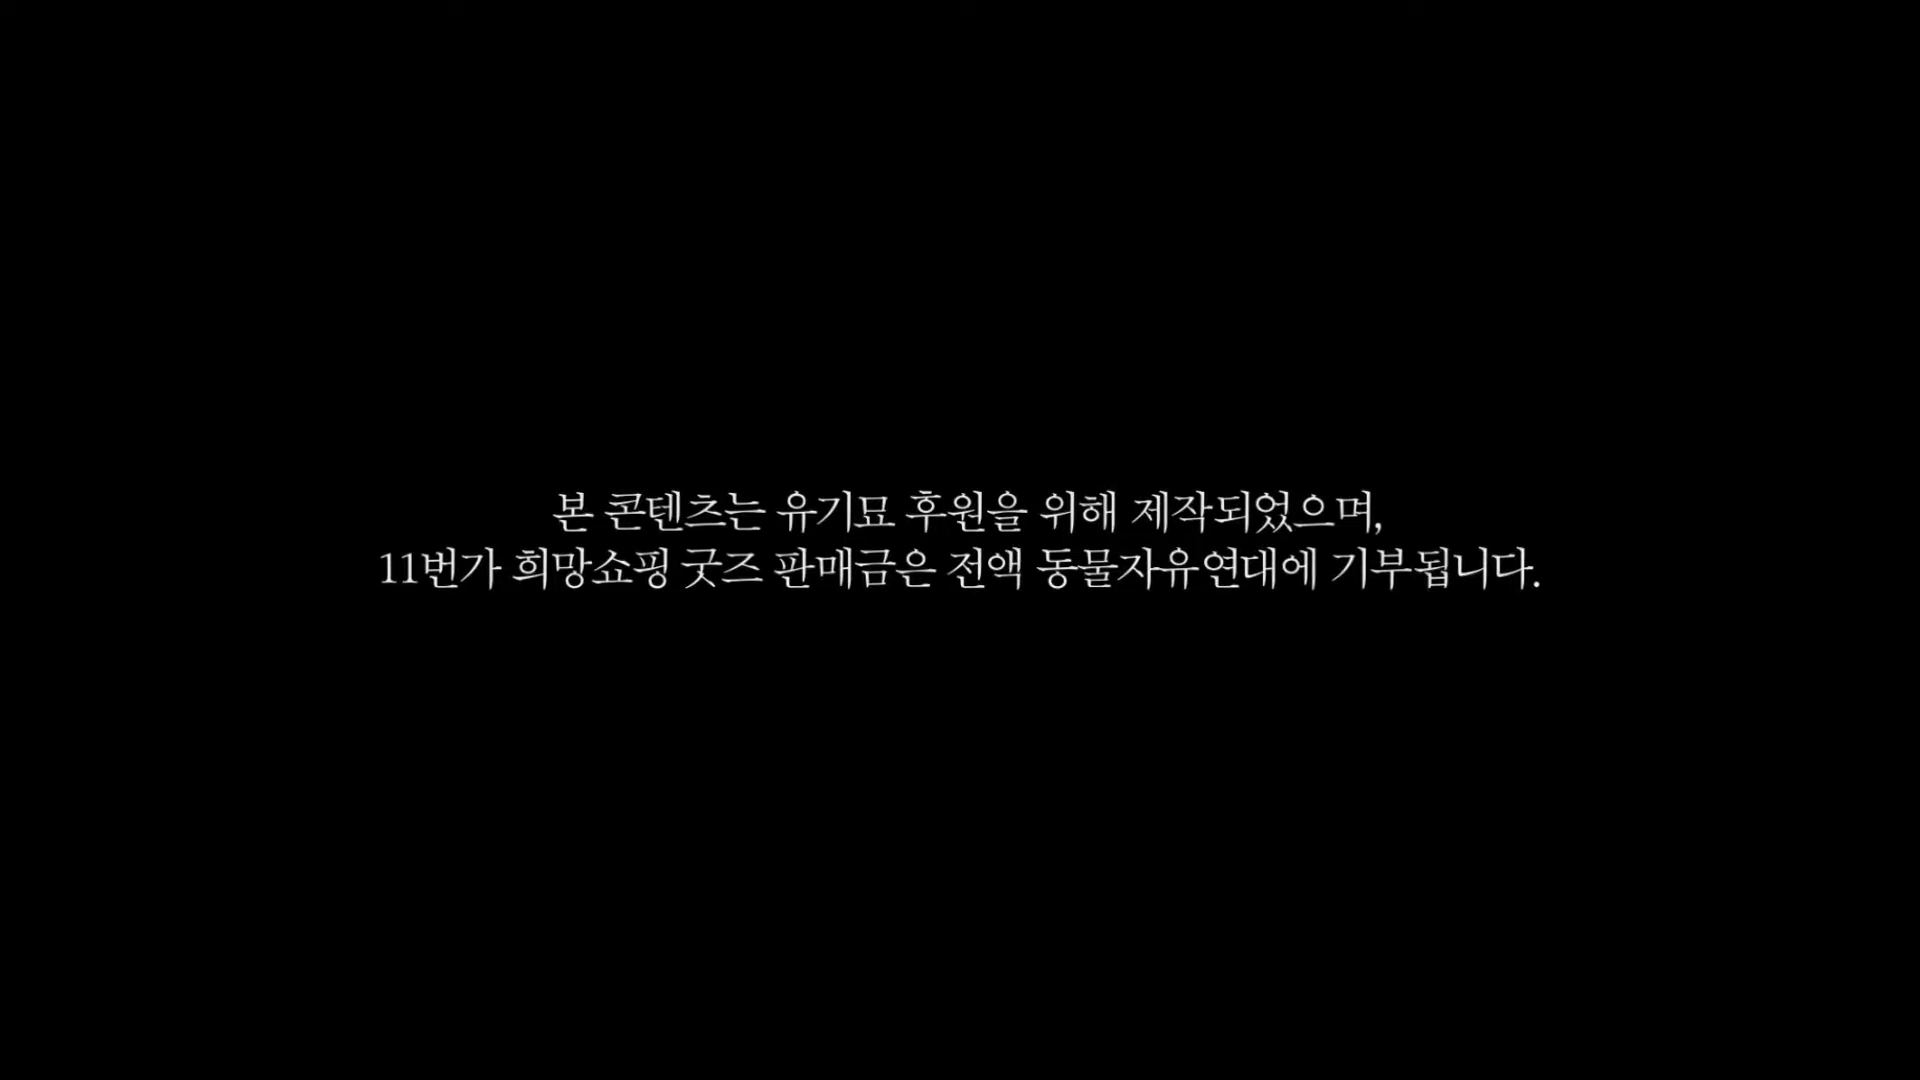 본 콘텐츠는 유기묘 후원을 위해 제작되었으며,
11번가 희망쇼핑 굿즈 판매금은 전액 동물자유연대에 기부됩니다.